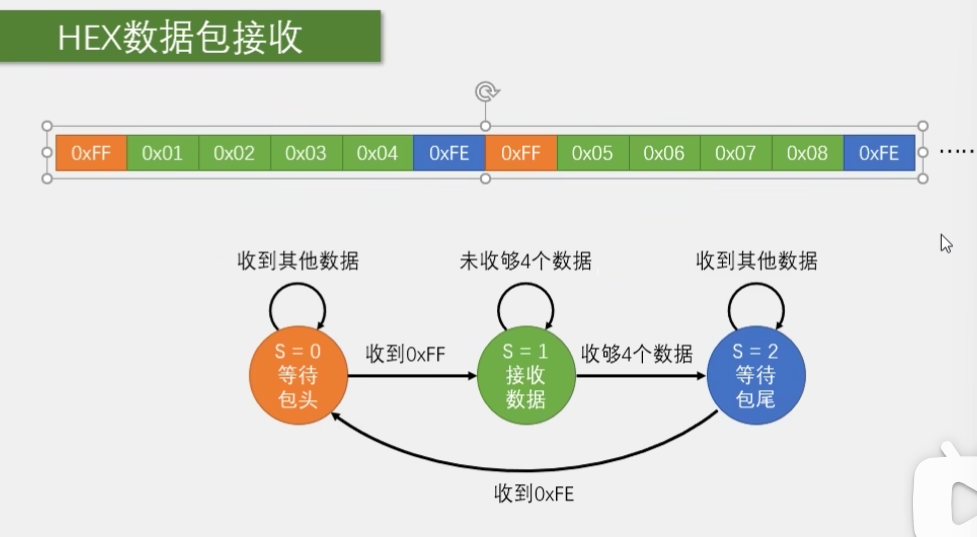 HEX数据包接收
0xFF 0x01 0x02 0x03 0x04 0xFE 0xFF 0x05 0x06 0x07 0x08 0xFE ……
收到其他数据 未收够4个数据 收到其他数据
S = 0
等待
包头
收到0xFF
S = 1
接收
数据
收够4个数据
S = 2
等待
包尾
收到0xFE